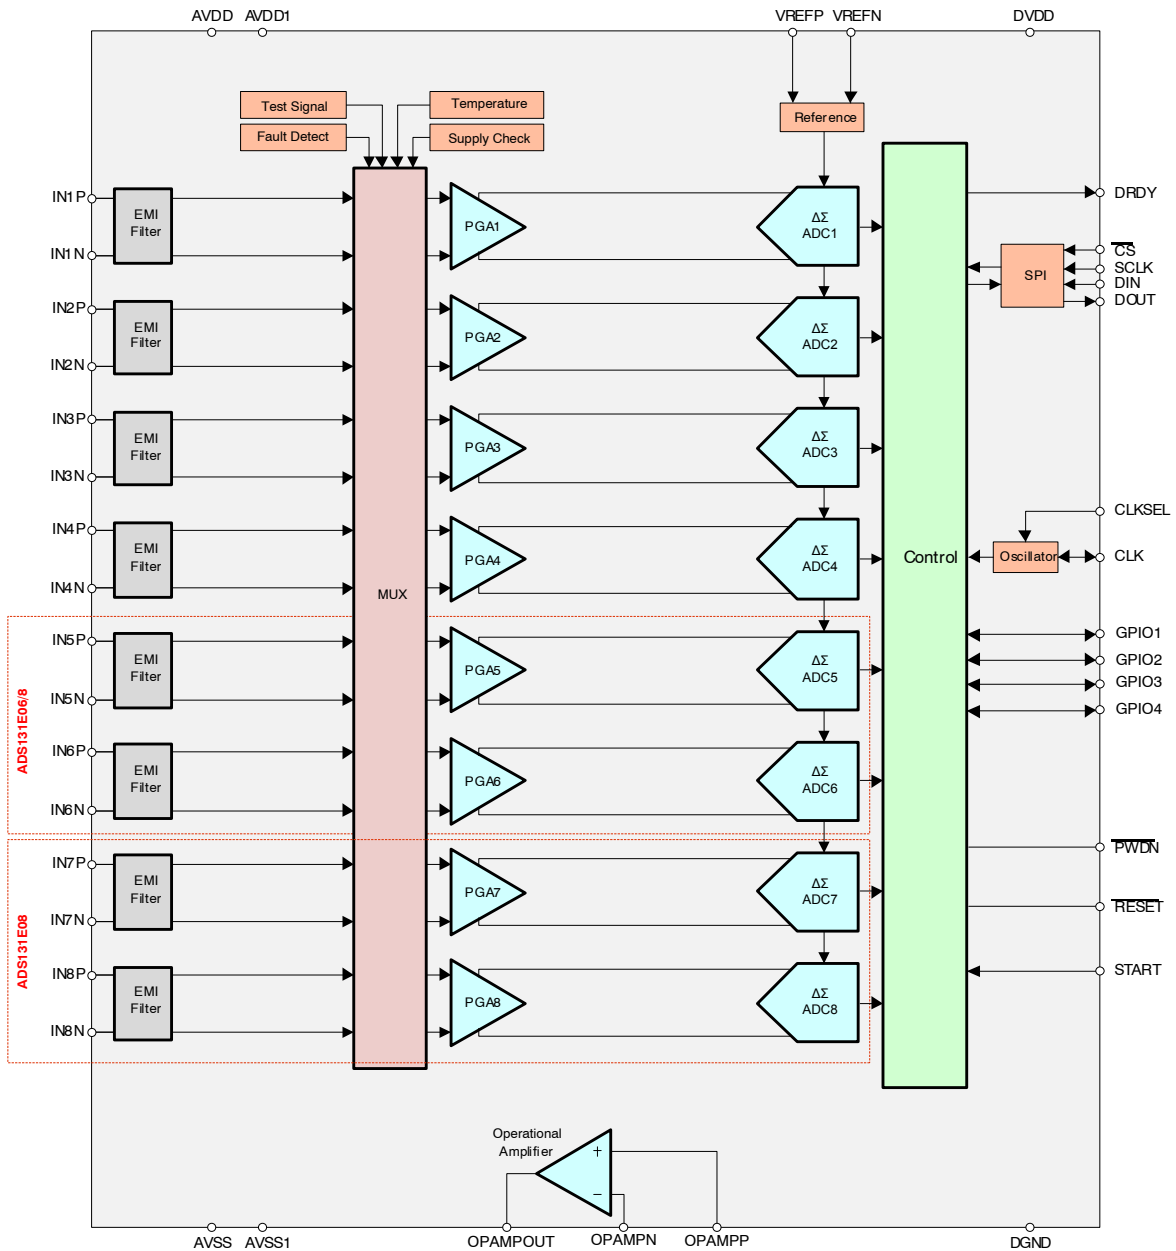 AVDD AVDD1 VREFP VREFN DVDD
Test Signal
Temperature
Fault Detect
Supply Check
Reference
IN1P
EMI
Filter
IN1N
PGA1
ΔΣ
ADC1
DRDY
CS
SCLK
DIN
DOUT
SPI
IN2P
EMI
Filter
IN2N
PGA2
ΔΣ
ADC2
IN3P
EMI
Filter
IN3N
PGA3
ΔΣ
ADC3
IN4P
EMI
Filter
IN4N
PGA4
ΔΣ
ADC4
MUX
Control
CLKSEL
Oscillator
CLK
ADS131E06/8
IN5P
EMI
Filter
IN5N
PGA5
ΔΣ
ADC5
GPIO1
GPIO2
GPIO3
GPIO4
IN6P
EMI
Filter
IN6N
PGA6
ΔΣ
ADC6
ADS131E08
IN7P
EMI
Filter
IN7N
PGA7
ΔΣ
ADC7
PWDN
RESET
START
IN8P
EMI
Filter
IN8N
PGA8
ΔΣ
ADC8
Operational
Amplifier
+
−
AVSS AVSS1 OPAMPOUT OPAMPN OPAMPP DGND